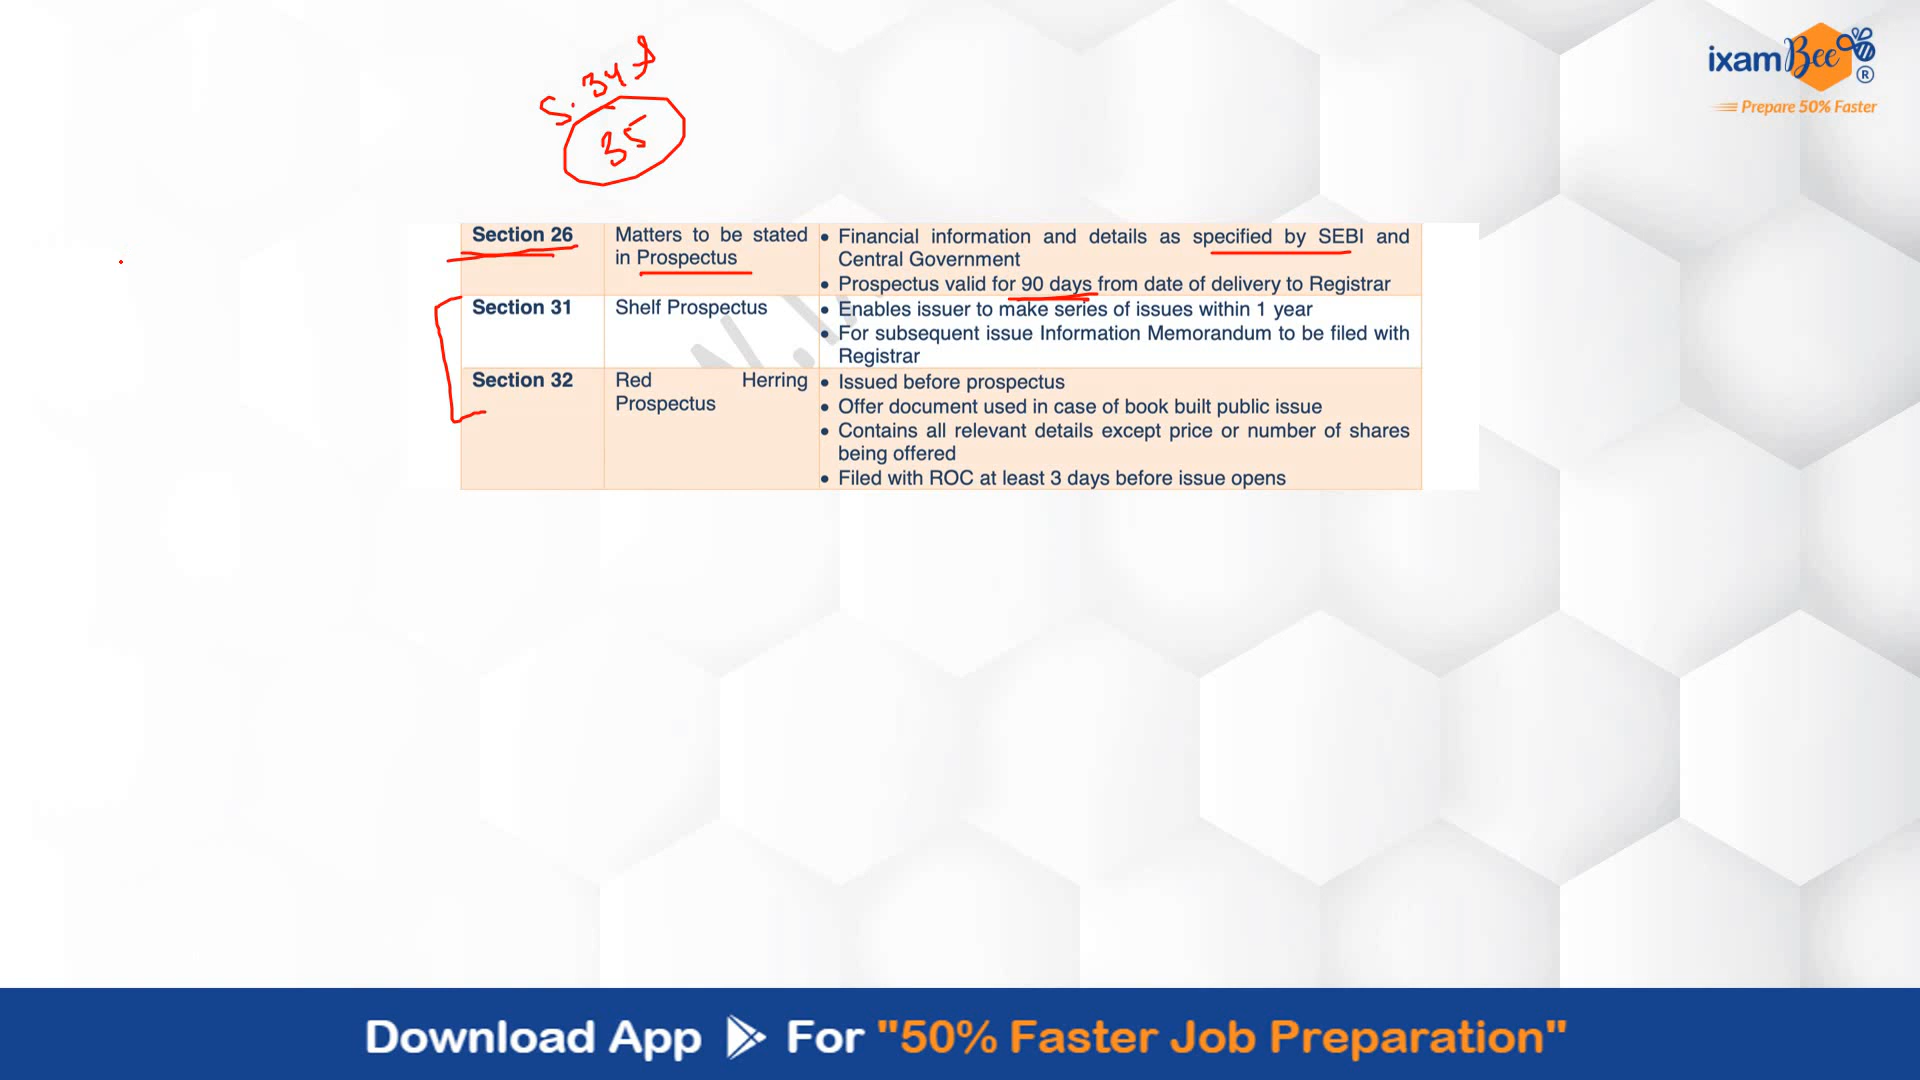 S. 34 &
35
ixamBee
®
Prepare 50% Faster
Section 26
Matters to be stated
in Prospectus
• Financial information and details as specified by SEBI and
Central Government
• Prospectus valid for 90 days from date of delivery to Registrar
Section 31
Shelf Prospectus
• Enables issuer to make series of issues within 1 year
• For subsequent issue Information Memorandum to be filed with
Registrar
Section 32
Red Herring
Prospectus
• Issued before prospectus
• Offer document used in case of book built public issue
• Contains all relevant details except price or number of shares
being offered
• Filed with ROC at least 3 days before issue opens
Download App For "50% Faster Job Preparation"